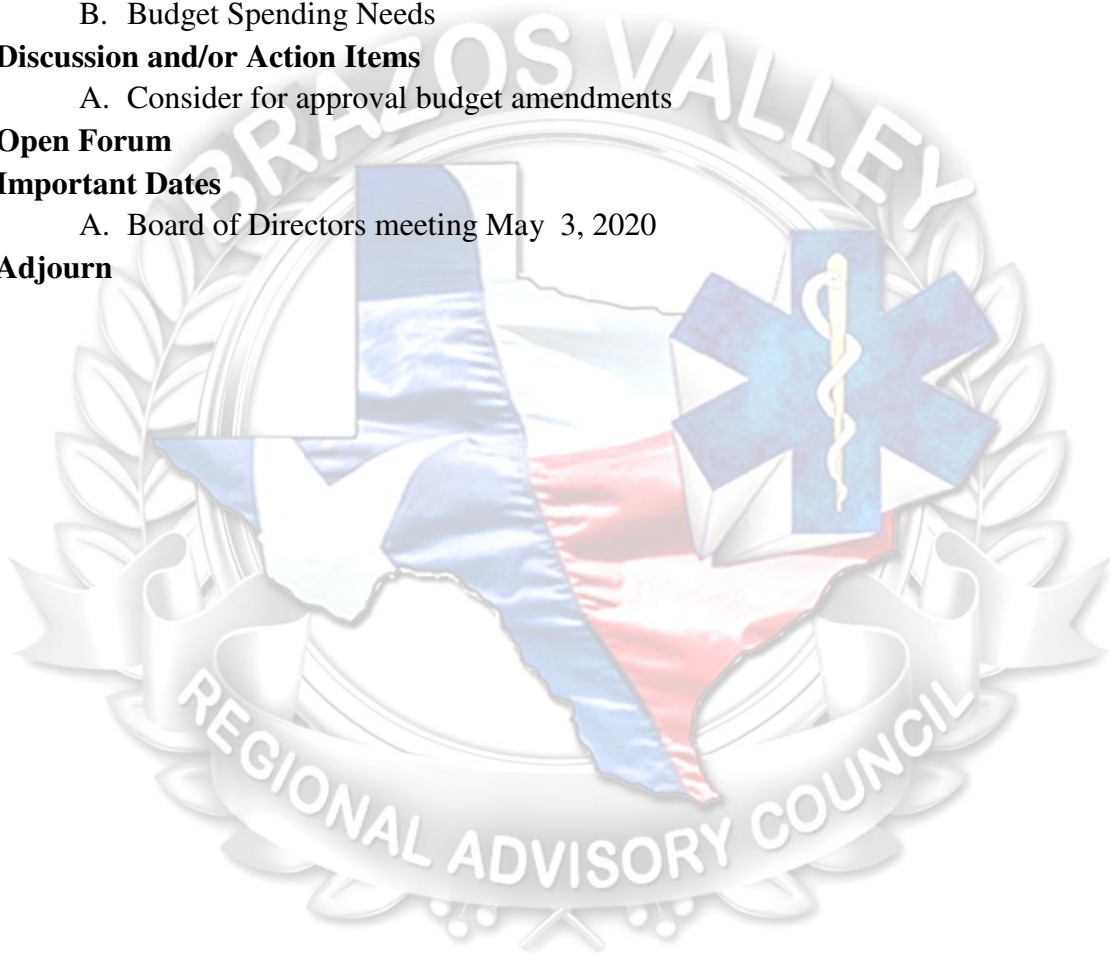 B. Budget Spending Needs
Discussion and/or Action Items
A. Consider for approval budget amendments
Open Forum
Important Dates
A. Board of Directors meeting May 3, 2020
Adjourn
BRAZOS VALLEY
REGIONAL ADVISORY COUNCIL